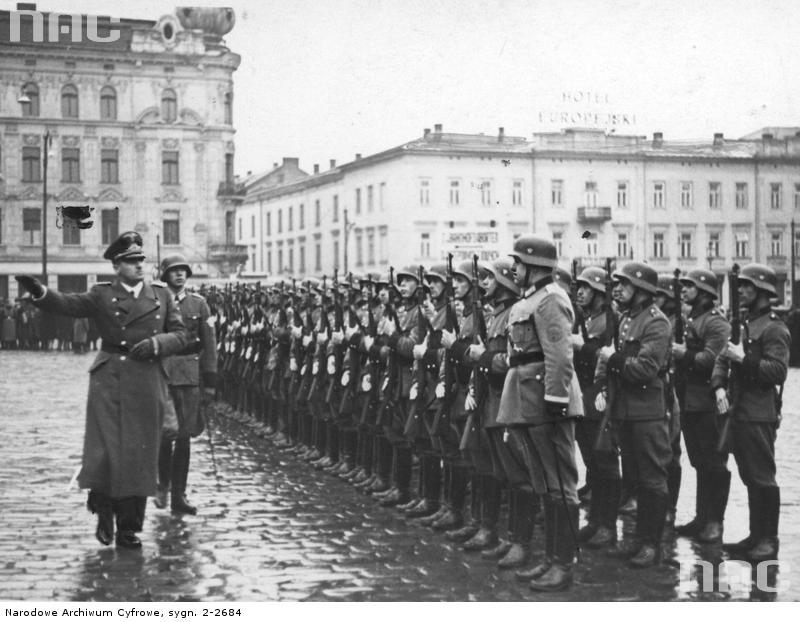 NAC
HOTEL
EUROPEJSKI
NAC
Narodowe Archiwum Cyfrowe, sygn. 2-2684